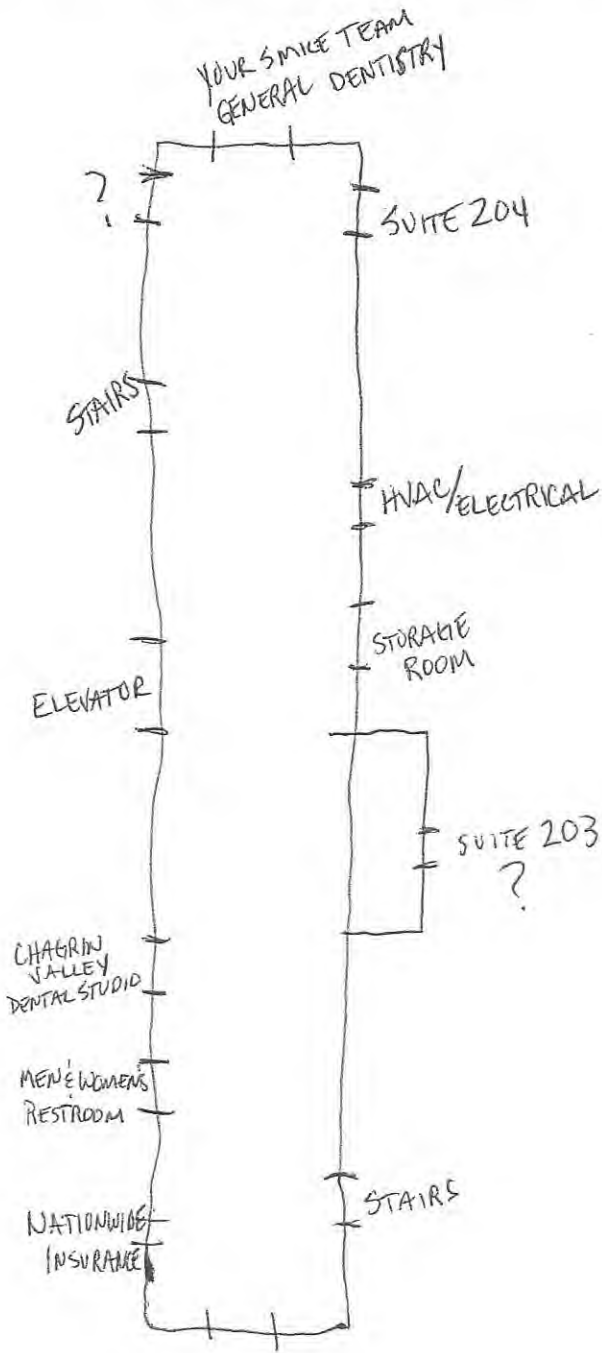 YOUR SMILE TEAM
GENERAL DENTISTRY
?
SUITE 204
STAIRS
HVAC/ELECTRICAL
STORAGE
ROOM
ELEVATOR
SUITE 203
?
CHAGRIN
VALLEY
DENTAL STUDIO
MEN & WOMENS
RESTROOM
STAIRS
NATIONWIDE
INSURANCE